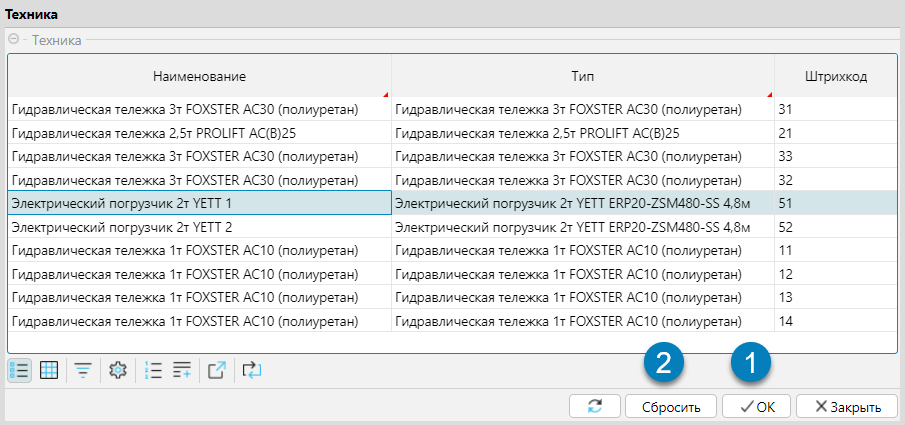 Техника
Техника
Наименование Тип Штрихкод
Гидравлическая тележка 3т FOXSTER AC30 (полиуретан) Гидравлическая тележка 3т FOXSTER AC30 (полиуретан) 31
Гидравлическая тележка 2,5т PROLIFT AC(B)25 Гидравлическая тележка 2,5т PROLIFT AC(B)25 21
Гидравлическая тележка 3т FOXSTER AC30 (полиуретан) Гидравлическая тележка 3т FOXSTER AC30 (полиуретан) 33
Гидравлическая тележка 3т FOXSTER AC30 (полиуретан) Гидравлическая тележка 3т FOXSTER AC30 (полиуретан) 32
Электрический погрузчик 2т YETT 1 Электрический погрузчик 2т YETT ERP20-ZSM480-SS 4,8м 51
Электрический погрузчик 2т YETT 2 Электрический погрузчик 2т YETT ERP20-ZSM480-SS 4,8м 52
Гидравлическая тележка 1т FOXSTER AC10 (полиуретан) Гидравлическая тележка 1т FOXSTER AC10 (полиуретан) 11
Гидравлическая тележка 1т FOXSTER AC10 (полиуретан) Гидравлическая тележка 1т FOXSTER AC10 (полиуретан) 12
Гидравлическая тележка 1т FOXSTER AC10 (полиуретан) Гидравлическая тележка 1т FOXSTER AC10 (полиуретан) 13
Гидравлическая тележка 1т FOXSTER AC10 (полиуретан) Гидравлическая тележка 1т FOXSTER AC10 (полиуретан) 14
2 1
Сбросить ОК Закрыть